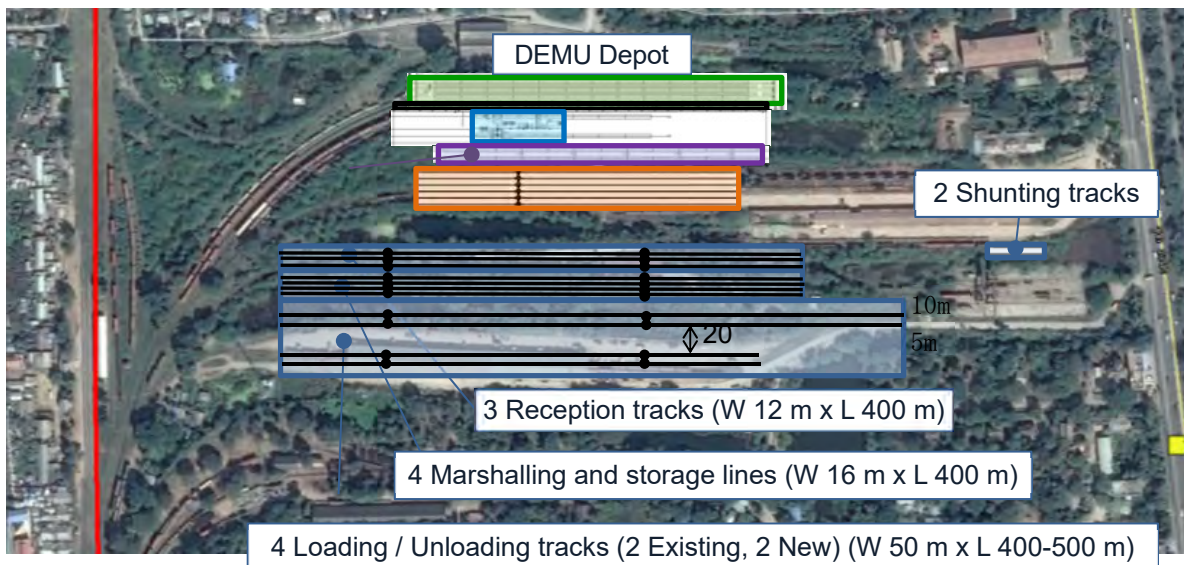 DEMU Depot
2 Shunting tracks
10m
20
5m
3 Reception tracks (W 12 m x L 400 m)
4 Marshalling and storage lines (W 16 m x L 400 m)
4 Loading / Unloading tracks (2 Existing, 2 New) (W 50 m x L 400-500 m)